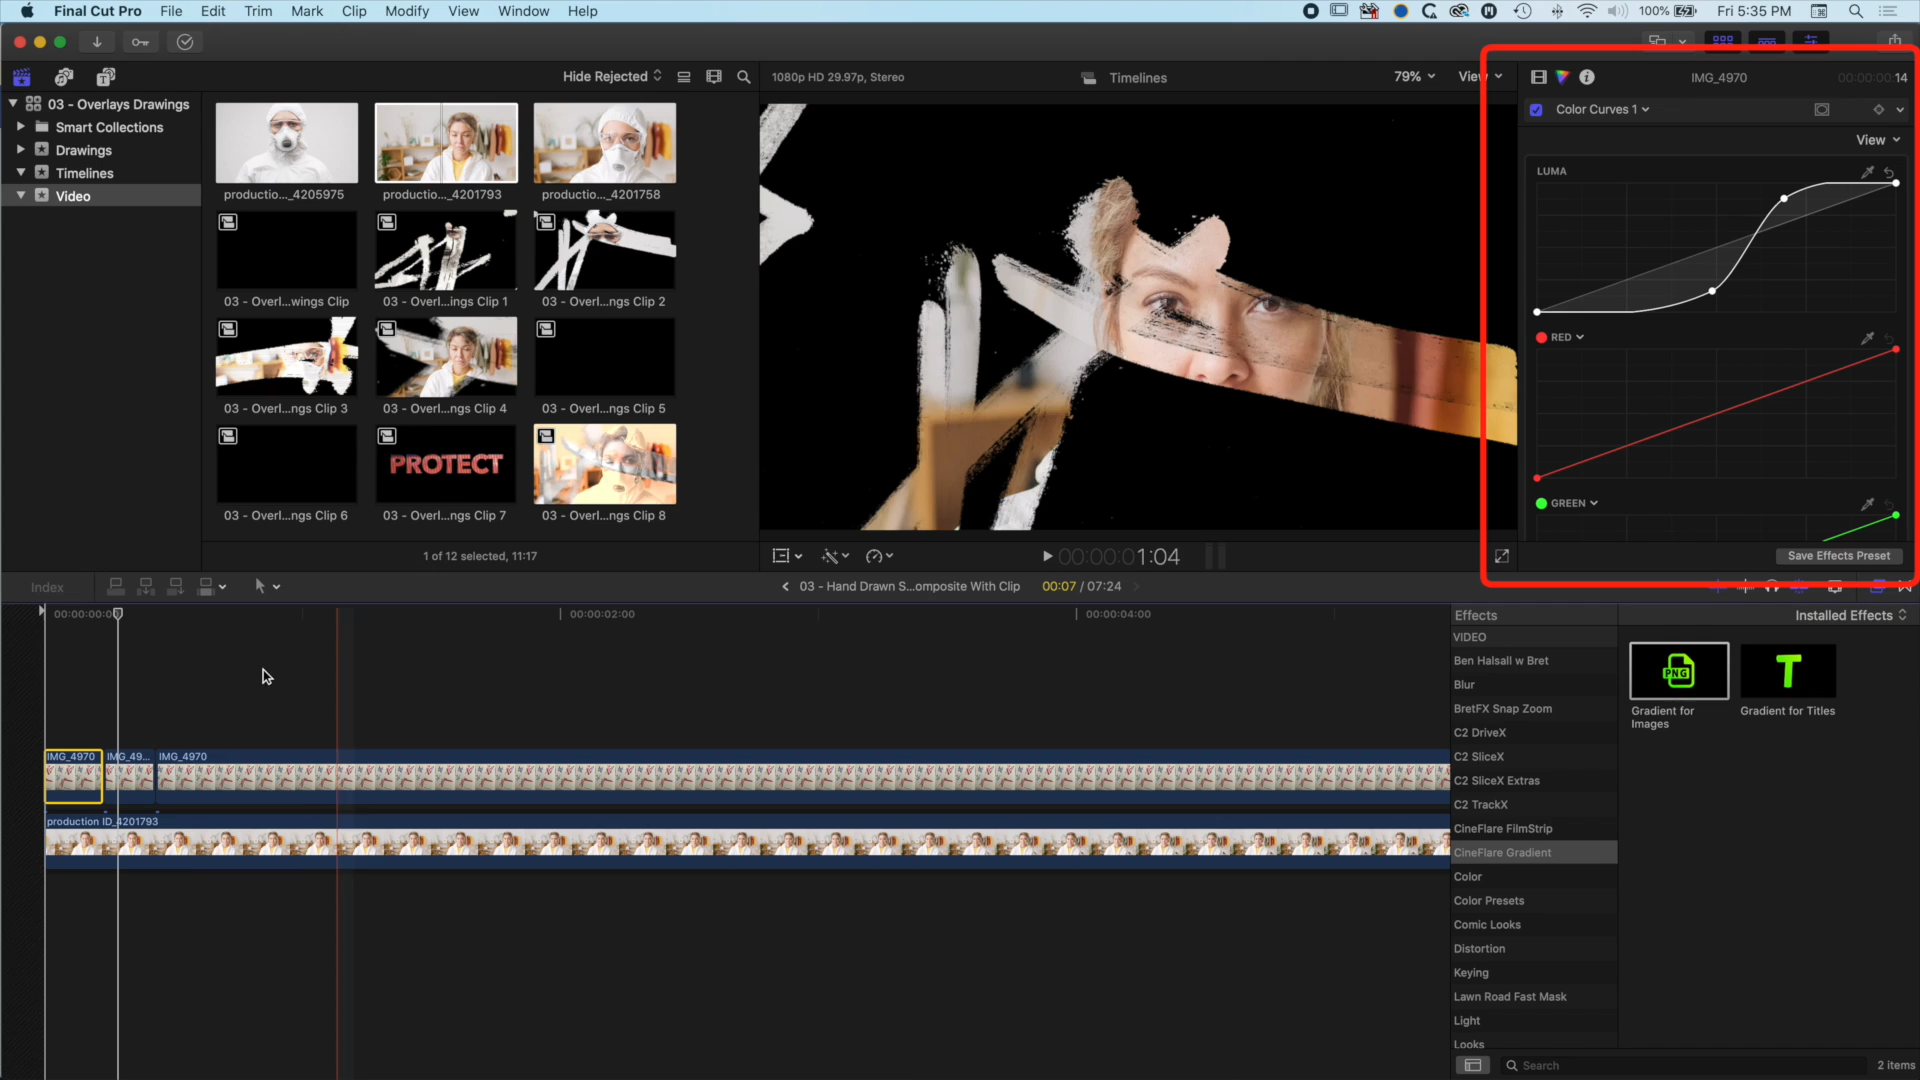 Final Cut Pro File Edit Trim Mark Clip Modify View Window Help
100% Fri 5:35 PM
Hide Rejected
1080p HD 29.97p, Stereo
Timelines
79%
View
IMG_4970
00:00:00:14
03 - Overlays Drawings
Smart Collections
Drawings
Timelines
Video
productio..._4205975
productio..._4201793
productio..._4201758
03 - Overl...wings Clip
03 - Overl...ings Clip 1
03 - Overl...ngs Clip 2
03 - Overl...ngs Clip 3
03 - Overl...ngs Clip 4
03 - Overl...ngs Clip 5
PROTECT
03 - Overl...ngs Clip 6
03 - Overl...ngs Clip 7
03 - Overl...ngs Clip 8
1 of 12 selected, 11:17
00:00:01:04
Color Curves 1
View
LUMA
RED
GREEN
Save Effects Preset
Index
03 - Hand Drawn S...omposite With Clip
00:07 / 07:24
00:00:02:00
00:00:04:00
IMG_4970
IMG_49...
IMG_4970
production ID_4201793
Effects
Installed Effects
VIDEO
Ben Halsall w Bret
Blur
BretFX Snap Zoom
C2 DriveX
C2 SliceX
C2 SliceX Extras
C2 TrackX
CineFlare FilmStrip
CineFlare Gradient
Color
Color Presets
Comic Looks
Distortion
Keying
Lawn Road Fast Mask
Light
Looks
PNG
Gradient for
Images
T
Gradient for Titles
Search
2 items